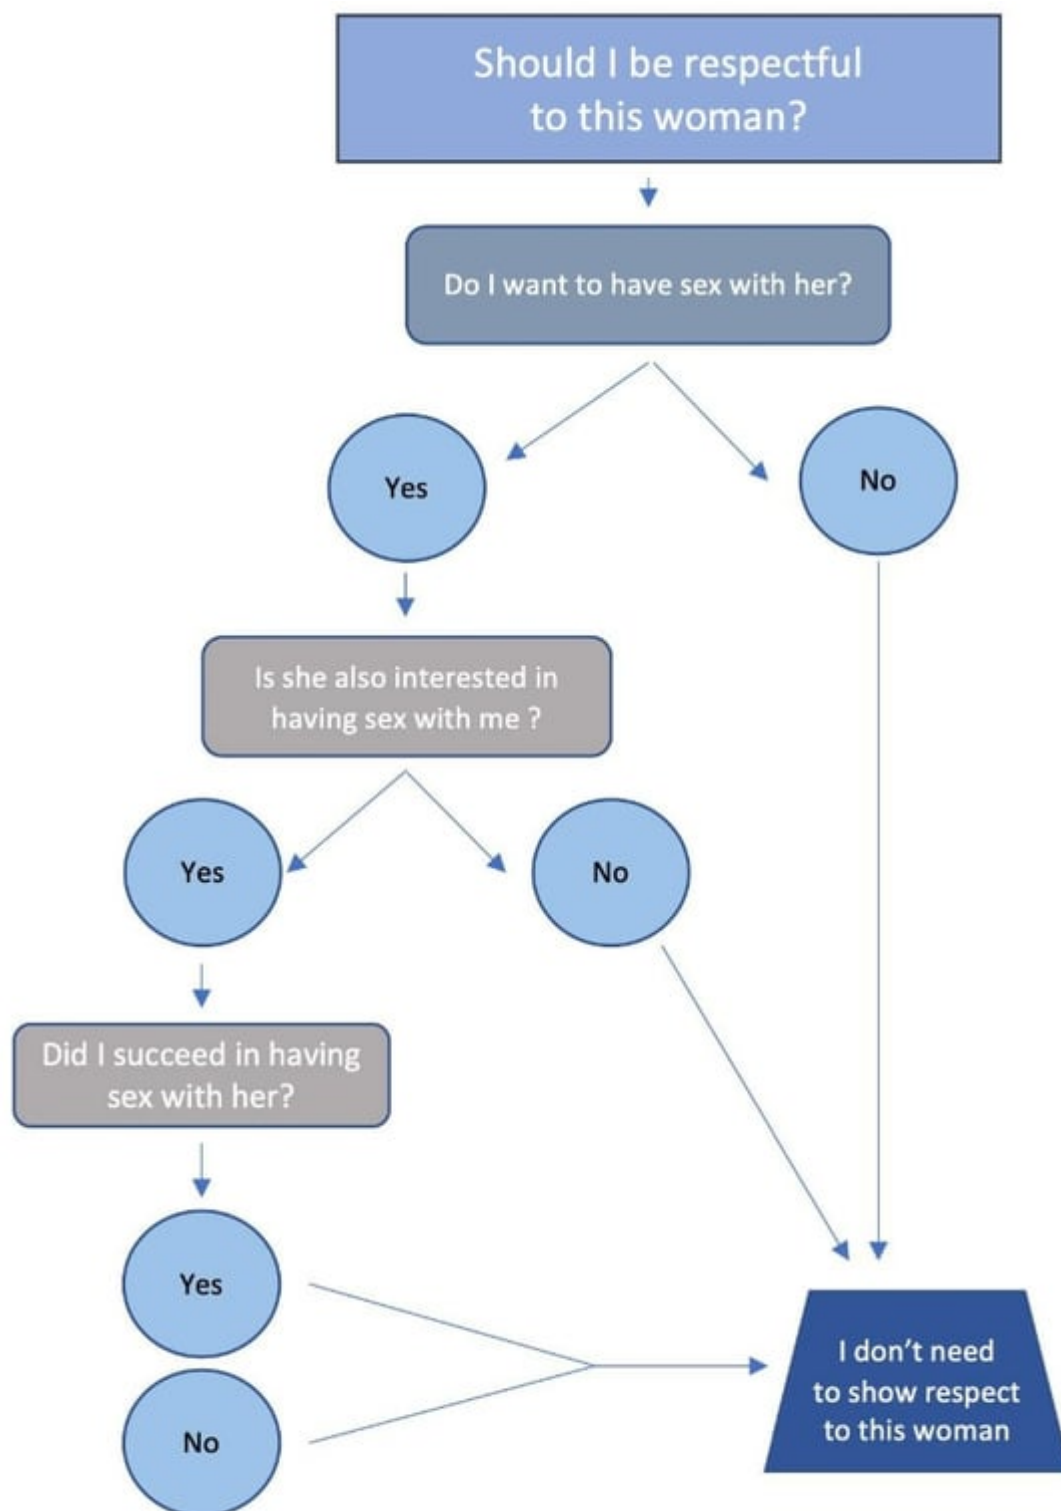 Should I be respectful
to this woman?
Do I want to have sex with her?
Yes
No
Is she also interested in
having sex with me ?
Yes
No
Did I succeed in having
sex with her?
Yes
No
I don’t need
to show respect
to this woman